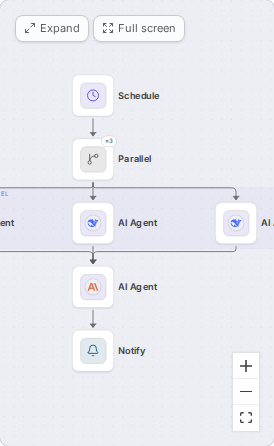 Expand
Full screen
Schedule
×3
Parallel
EL
ent
AI Agent
AI
AI Agent
Notify